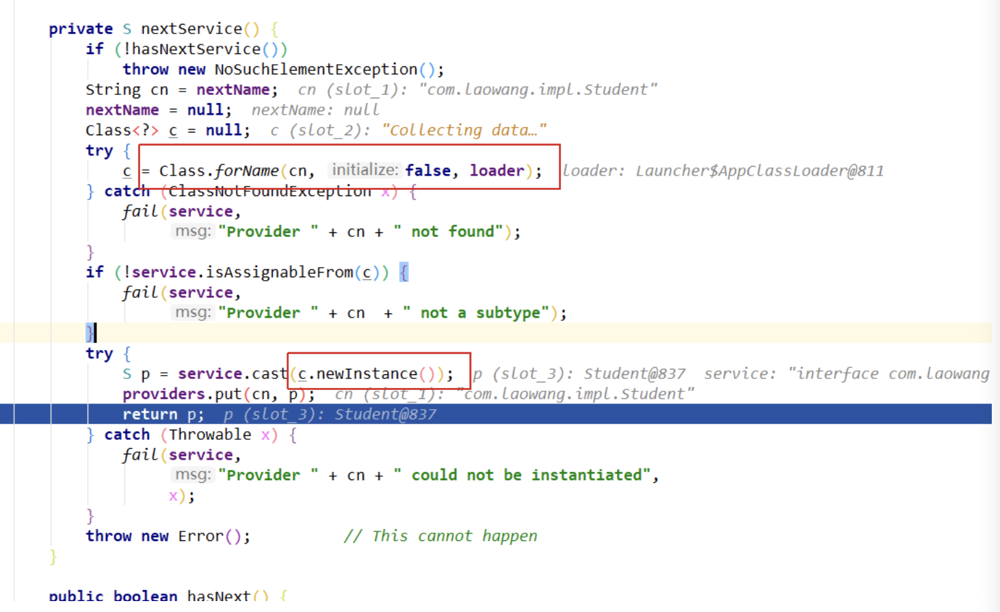 private S nextService() {
if (!hasNextService())
throw new NoSuchElementException();
String cn = nextName; cn (slot_1): "com.laowang.impl.Student"
nextName = null; nextName: null
Class<?> c = null; c (slot_2): "Collecting data…"
try {
c = Class.forName(cn, initialize: false, loader); loader: Launcher$AppClassLoader@811
} catch (ClassNotFoundException x) {
fail(service,
msg: "Provider " + cn + " not found");
}
if (!service.isAssignableFrom(c)) {
fail(service,
msg: "Provider " + cn  + " not a subtype");
}
try {
S p = service.cast(c.newInstance()); p (slot_3): Student@837 service: "interface com.laowang
providers.put(cn, p); cn (slot_1): "com.laowang.impl.Student"
return p; p (slot_3): Student@837
} catch (Throwable x) {
fail(service,
msg: "Provider " + cn + " could not be instantiated",
x);
}
throw new Error(); // This cannot happen
}
public boolean hasNext() {